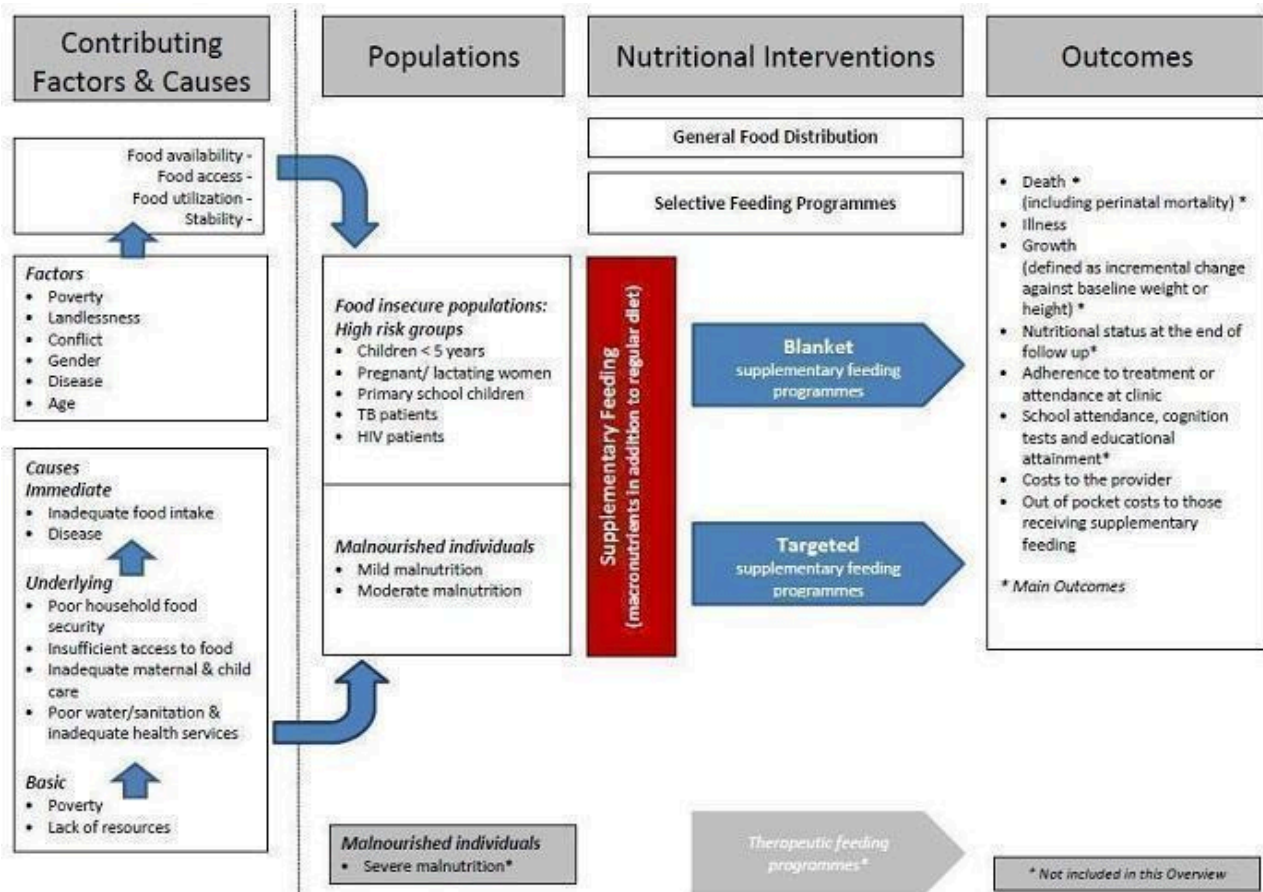 Contributing
Factors & Causes
Populations
Nutritional Interventions
Outcomes
Food availability -
Food access -
Food utilization -
Stability -
Factors
• Poverty
• Landlessness
• Conflict
• Gender
• Disease
• Age
Causes
Immediate
• Inadequate food intake
• Disease
Underlying
• Poor household food
security
• Insufficient access to food
• Inadequate maternal & child
care
• Poor water/sanitation &
inadequate health services
Basic
• Poverty
• Lack of resources
Food insecure populations:
High risk groups
• Children < 5 years
• Pregnant/ lactating women
• Primary school children
• TB patients
• HIV patients
Malnourished individuals
• Mild malnutrition
• Moderate malnutrition
Malnourished individuals
• Severe malnutrition*
General Food Distribution
Selective Feeding Programmes
Supplementary Feeding
(macronutrients in addition to regular diet)
Blanket
supplementary feeding
programmes
Targeted
supplementary feeding
programmes
Therapeutic feeding
programmes*
• Death *
(including perinatal mortality) *
• Illness
• Growth
(defined as incremental change
against baseline weight or
height) *
• Nutritional status at the end of
follow up*
• Adherence to treatment or
attendance at clinic
• School attendance, cognition
tests and educational
attainment*
• Costs to the provider
• Out of pocket costs to those
receiving supplementary
feeding
* Main Outcomes
* Not included in this Overview